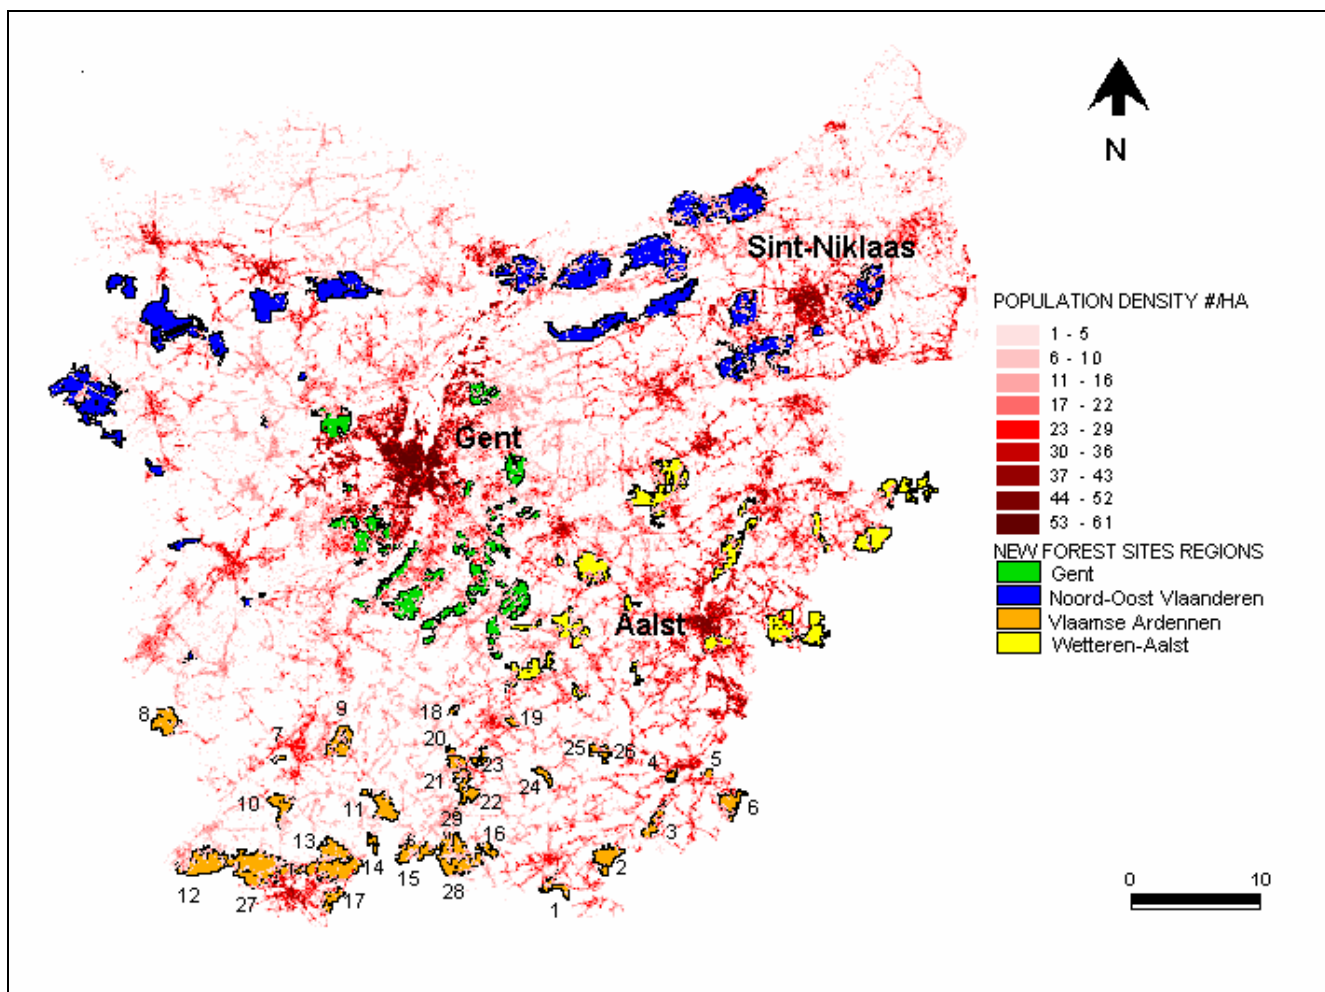 N
Sint-Niklaas
POPULATION DENSITY #/HA
1 - 5
6 - 10
11 - 16
17 - 22
23 - 29
30 - 36
37 - 43
44 - 52
53 - 61
NEW FOREST SITES REGIONS
Gent
Noord-Oost Vlaanderen
Vlaamse Ardennen
Wetteren-Aalst
Gent
Aalst
8
9
18
19
7
20
25
26
23
4
5
21
24
10
11
22
6
29
3
13
16
14
12
27
15
28
2
17
1
0 10